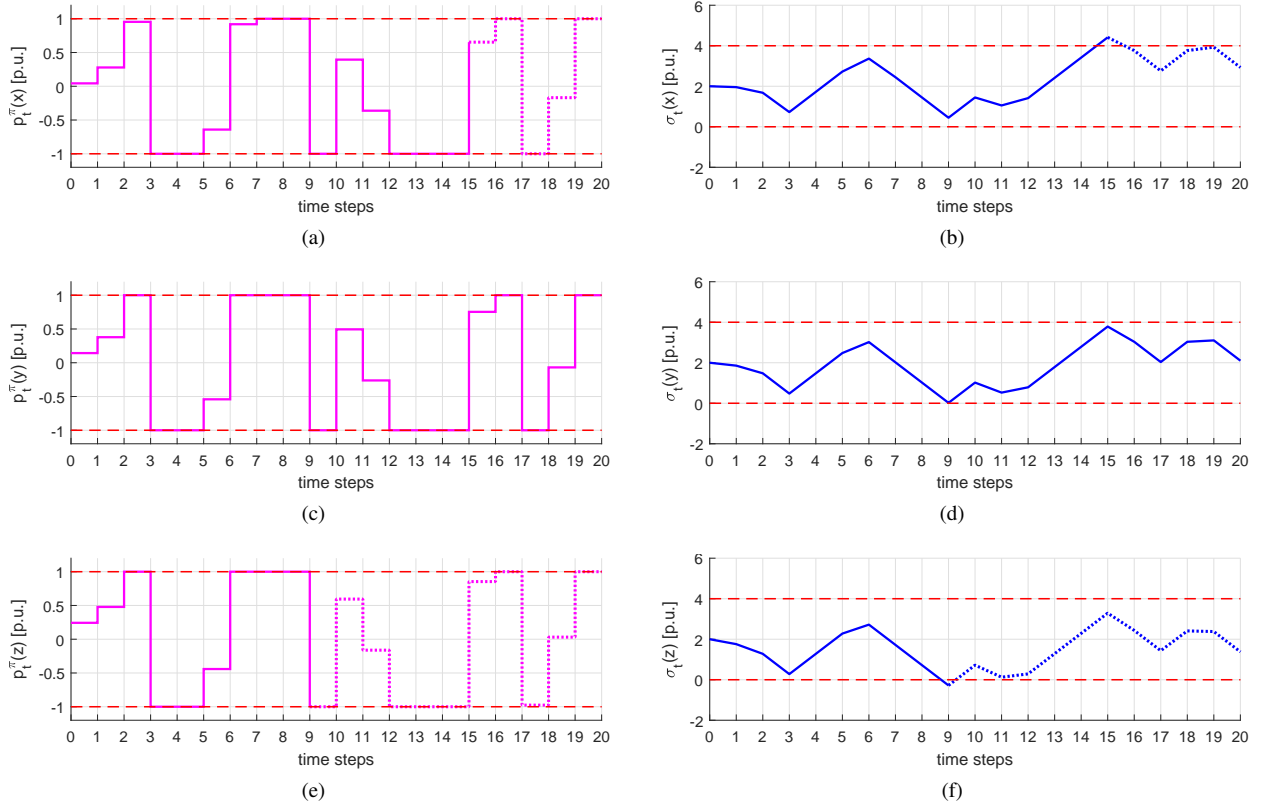 p_t^π(x) [p.u.]
1
0.5
0
-0.5
-1
0 1 2 3 4 5 6 7 8 9 10 11 12 13 14 15 16 17 18 19 20
time steps
(a)
σ_t(x) [p.u.]
6
4
2
0
-2
0 1 2 3 4 5 6 7 8 9 10 11 12 13 14 15 16 17 18 19 20
time steps
(b)
p_t^π(y) [p.u.]
1
0.5
0
-0.5
-1
0 1 2 3 4 5 6 7 8 9 10 11 12 13 14 15 16 17 18 19 20
time steps
(c)
σ_t(y) [p.u.]
6
4
2
0
-2
0 1 2 3 4 5 6 7 8 9 10 11 12 13 14 15 16 17 18 19 20
time steps
(d)
p_t^π(z) [p.u.]
1
0.5
0
-0.5
-1
0 1 2 3 4 5 6 7 8 9 10 11 12 13 14 15 16 17 18 19 20
time steps
(e)
σ_t(z) [p.u.]
6
4
2
0
-2
0 1 2 3 4 5 6 7 8 9 10 11 12 13 14 15 16 17 18 19 20
time steps
(f)